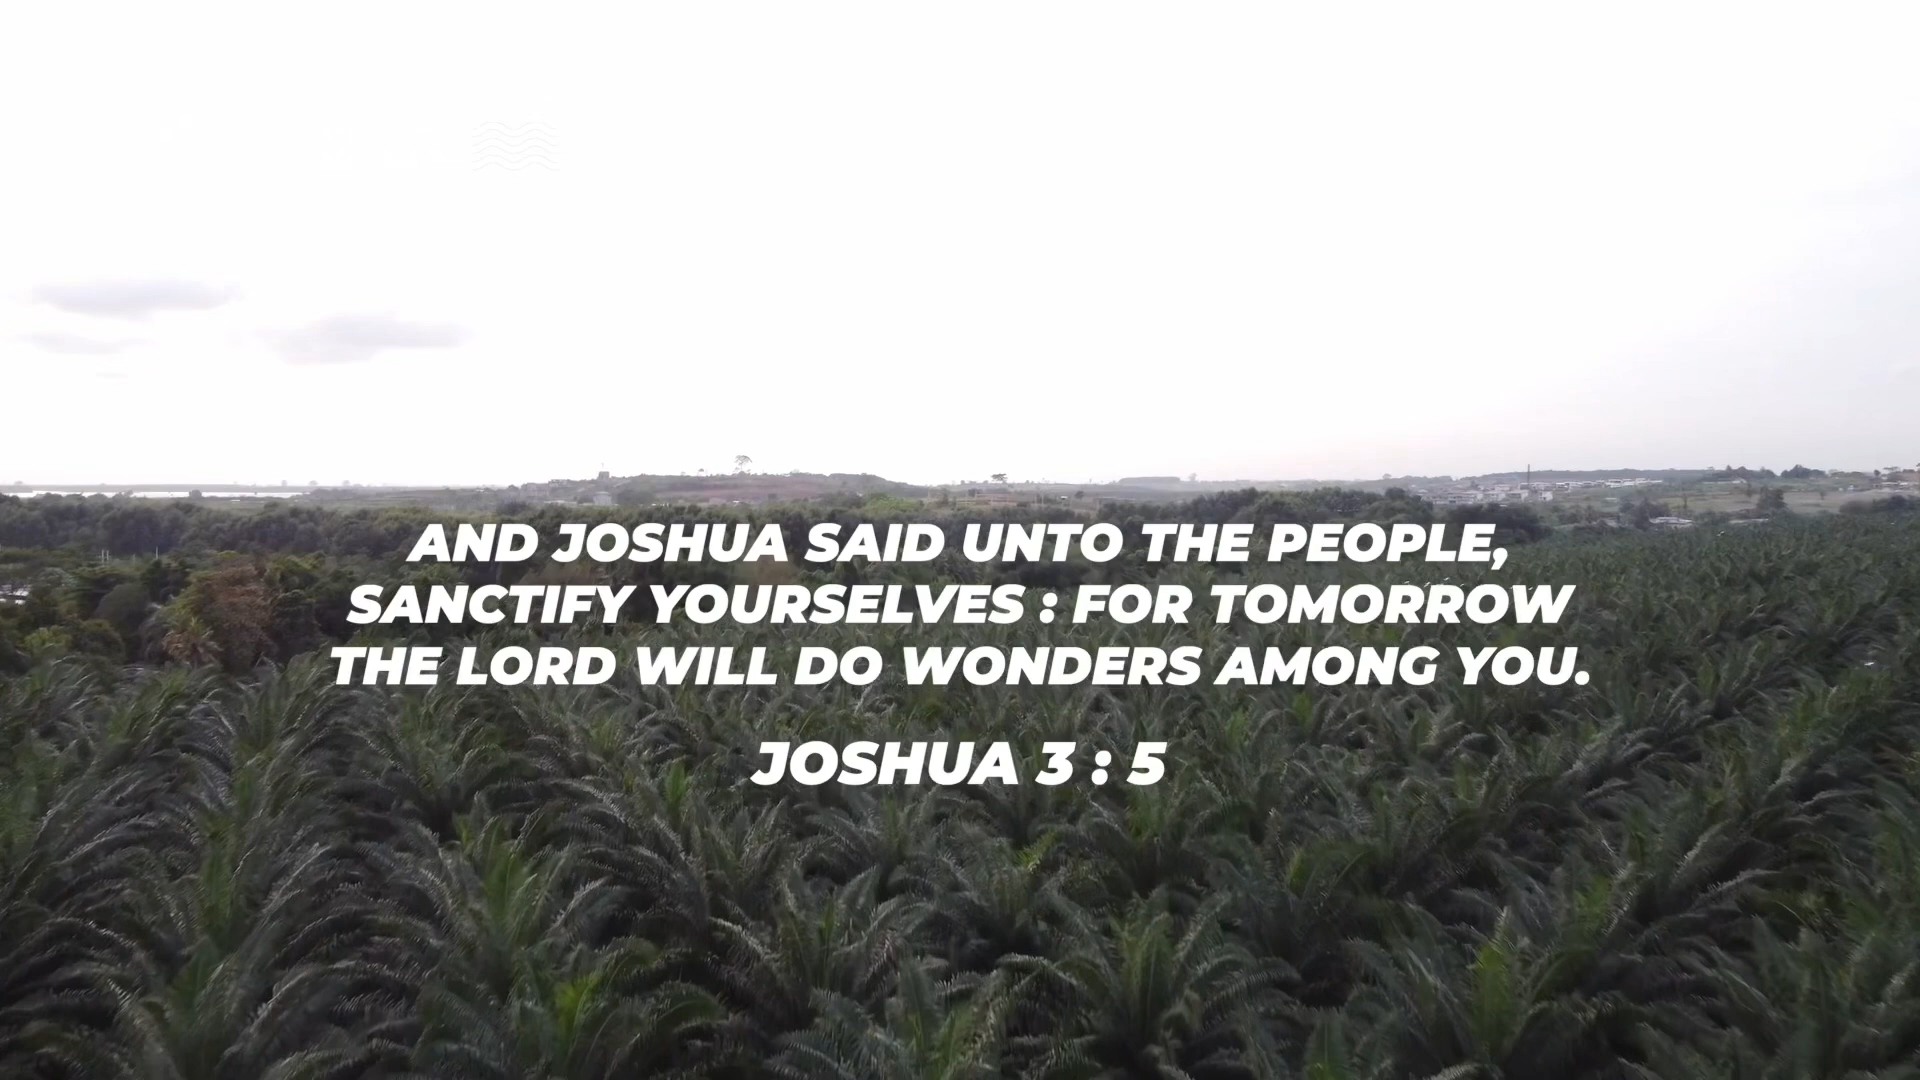 AND JOSHUA SAID UNTO THE PEOPLE,
SANCTIFY YOURSELVES : FOR TOMORROW
THE LORD WILL DO WONDERS AMONG YOU.
JOSHUA 3 : 5